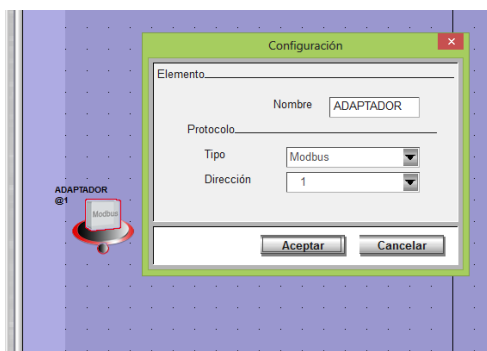 Configuración
Elemento
Nombre ADAPTADOR
Protocolo
Tipo Modbus
Dirección 1
ADAPTADOR
@1
Modbus
Aceptar Cancelar